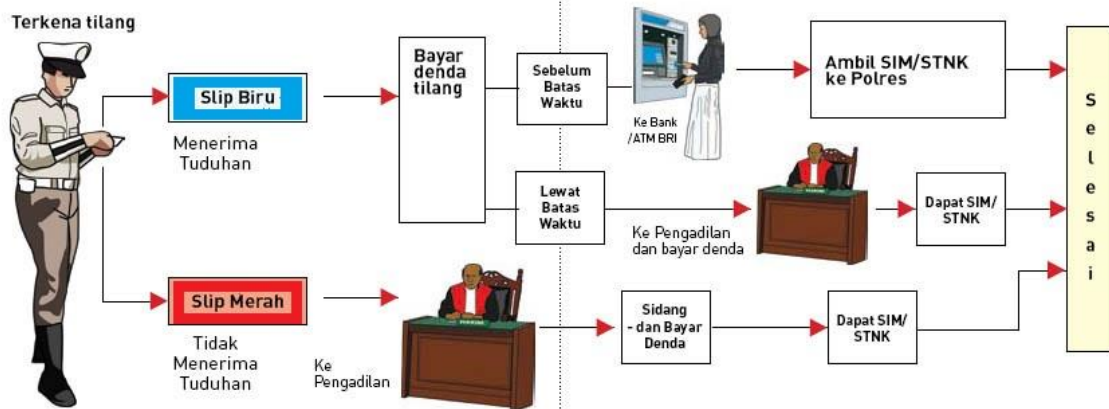 Terkena tilang
Slip Biru
Menerima
Tuduhan
Bayar
denda
tilang
Sebelum
Batas
Waktu
Ke Bank
/ATM BRI
Ambil SIM/STNK
ke Polres
Lewat
Batas
Waktu
Ke Pengadilan
dan bayar denda
Dapat SIM/
STNK
Slip Merah
Tidak
Menerima
Tuduhan
Ke
Pengadilan
Sidang
- dan Bayar
Denda
Dapat SIM/
STNK
S
e
l
e
s
a
i